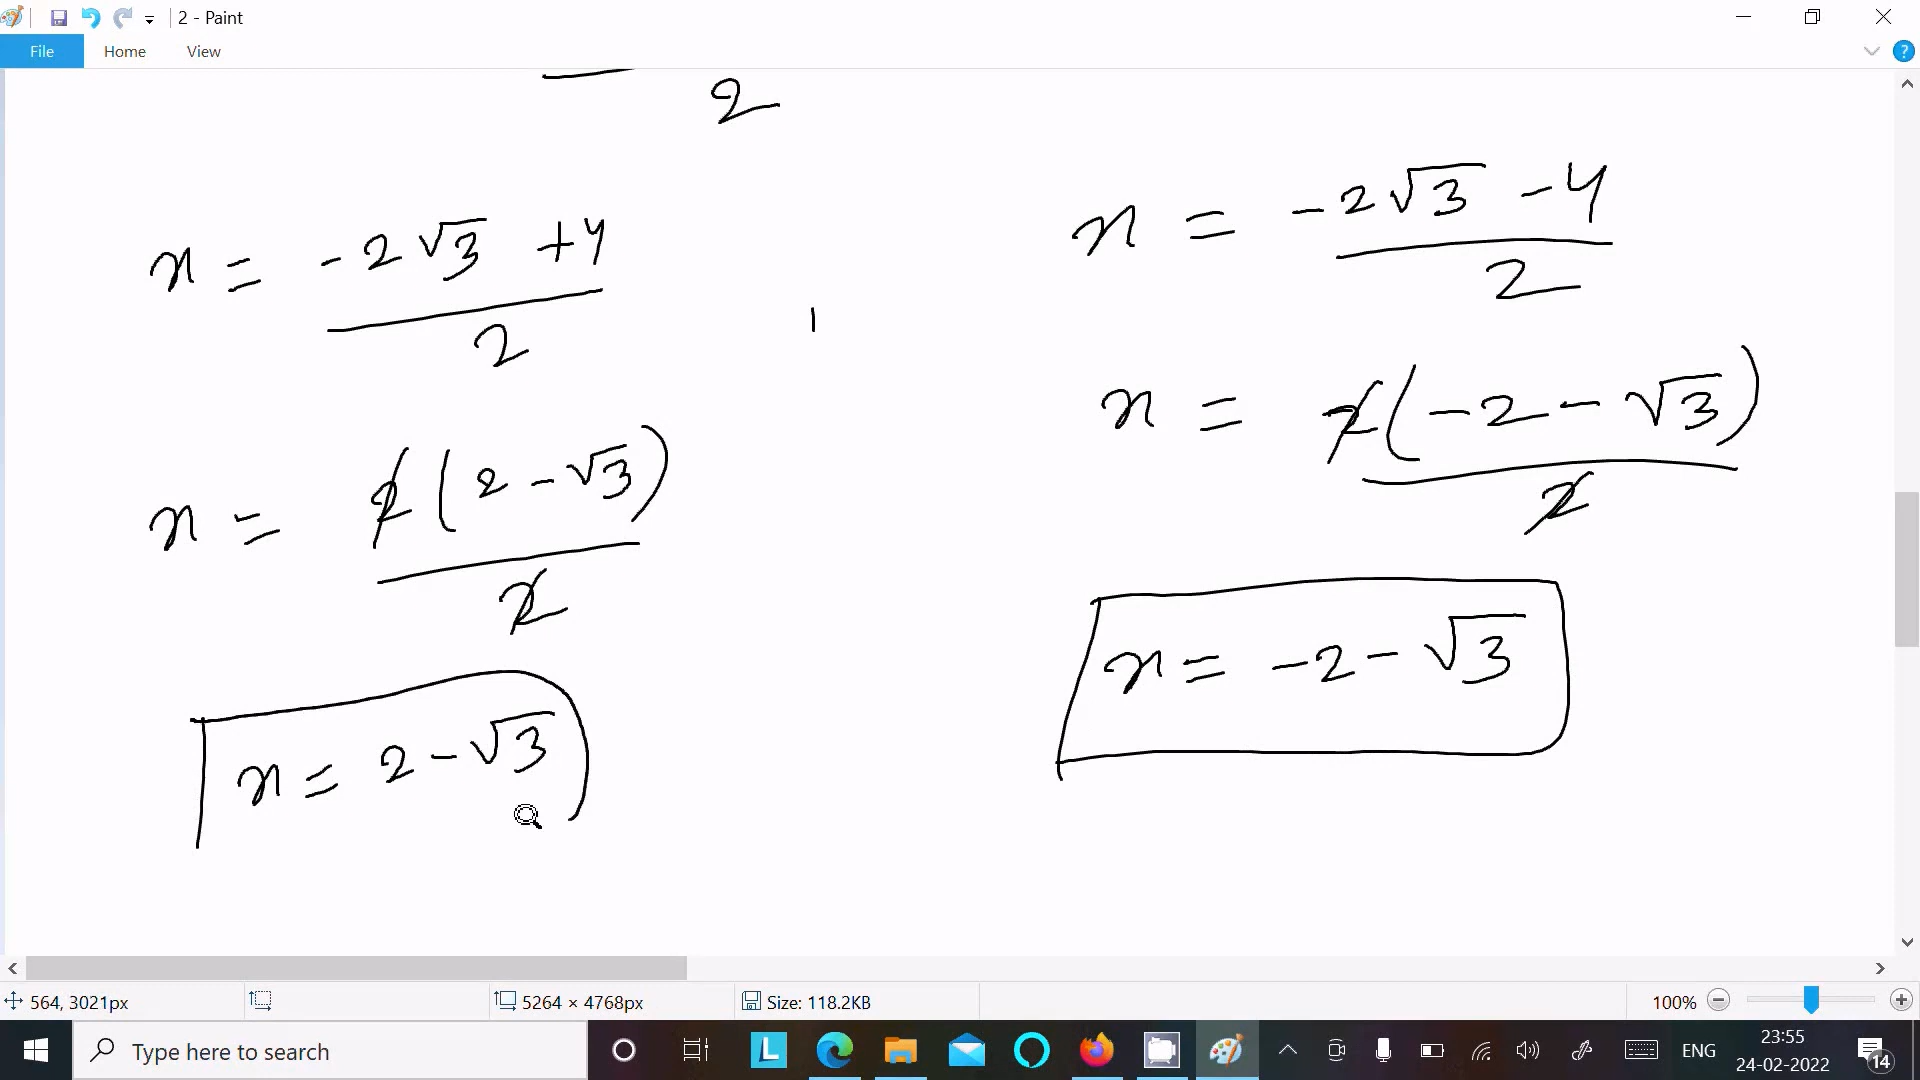 2 - Paint
File Home View
2
x = -2√3 +4
2
x = 2(2 - √3)
2
x = 2 - √3
x = -2√3 - 4
2
x = 2(-2 - √3)
2
x = -2 - √3
564, 3021px
5264 × 4768px
Size: 118.2KB
100%
Type here to search
L
ENG
23:55
24-02-2022
14